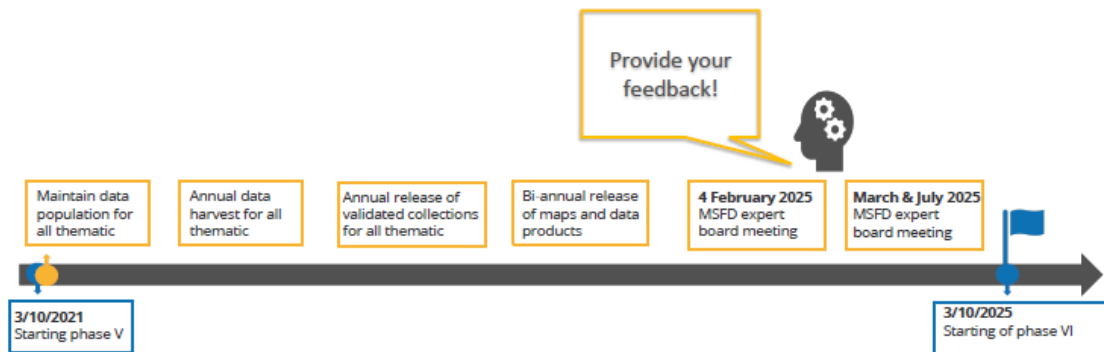 Provide your
feedback!
Maintain data
population for
all thematic
Annual data
harvest for all
thematic
Annual release of
validated collections
for all thematic
Bi-annual release
of maps and data
products
4 February 2025
MSFD expert
board meeting
March & July 2025
MSFD expert
board meeting
3/10/2021
Starting phase V
3/10/2025
Starting of phase VI